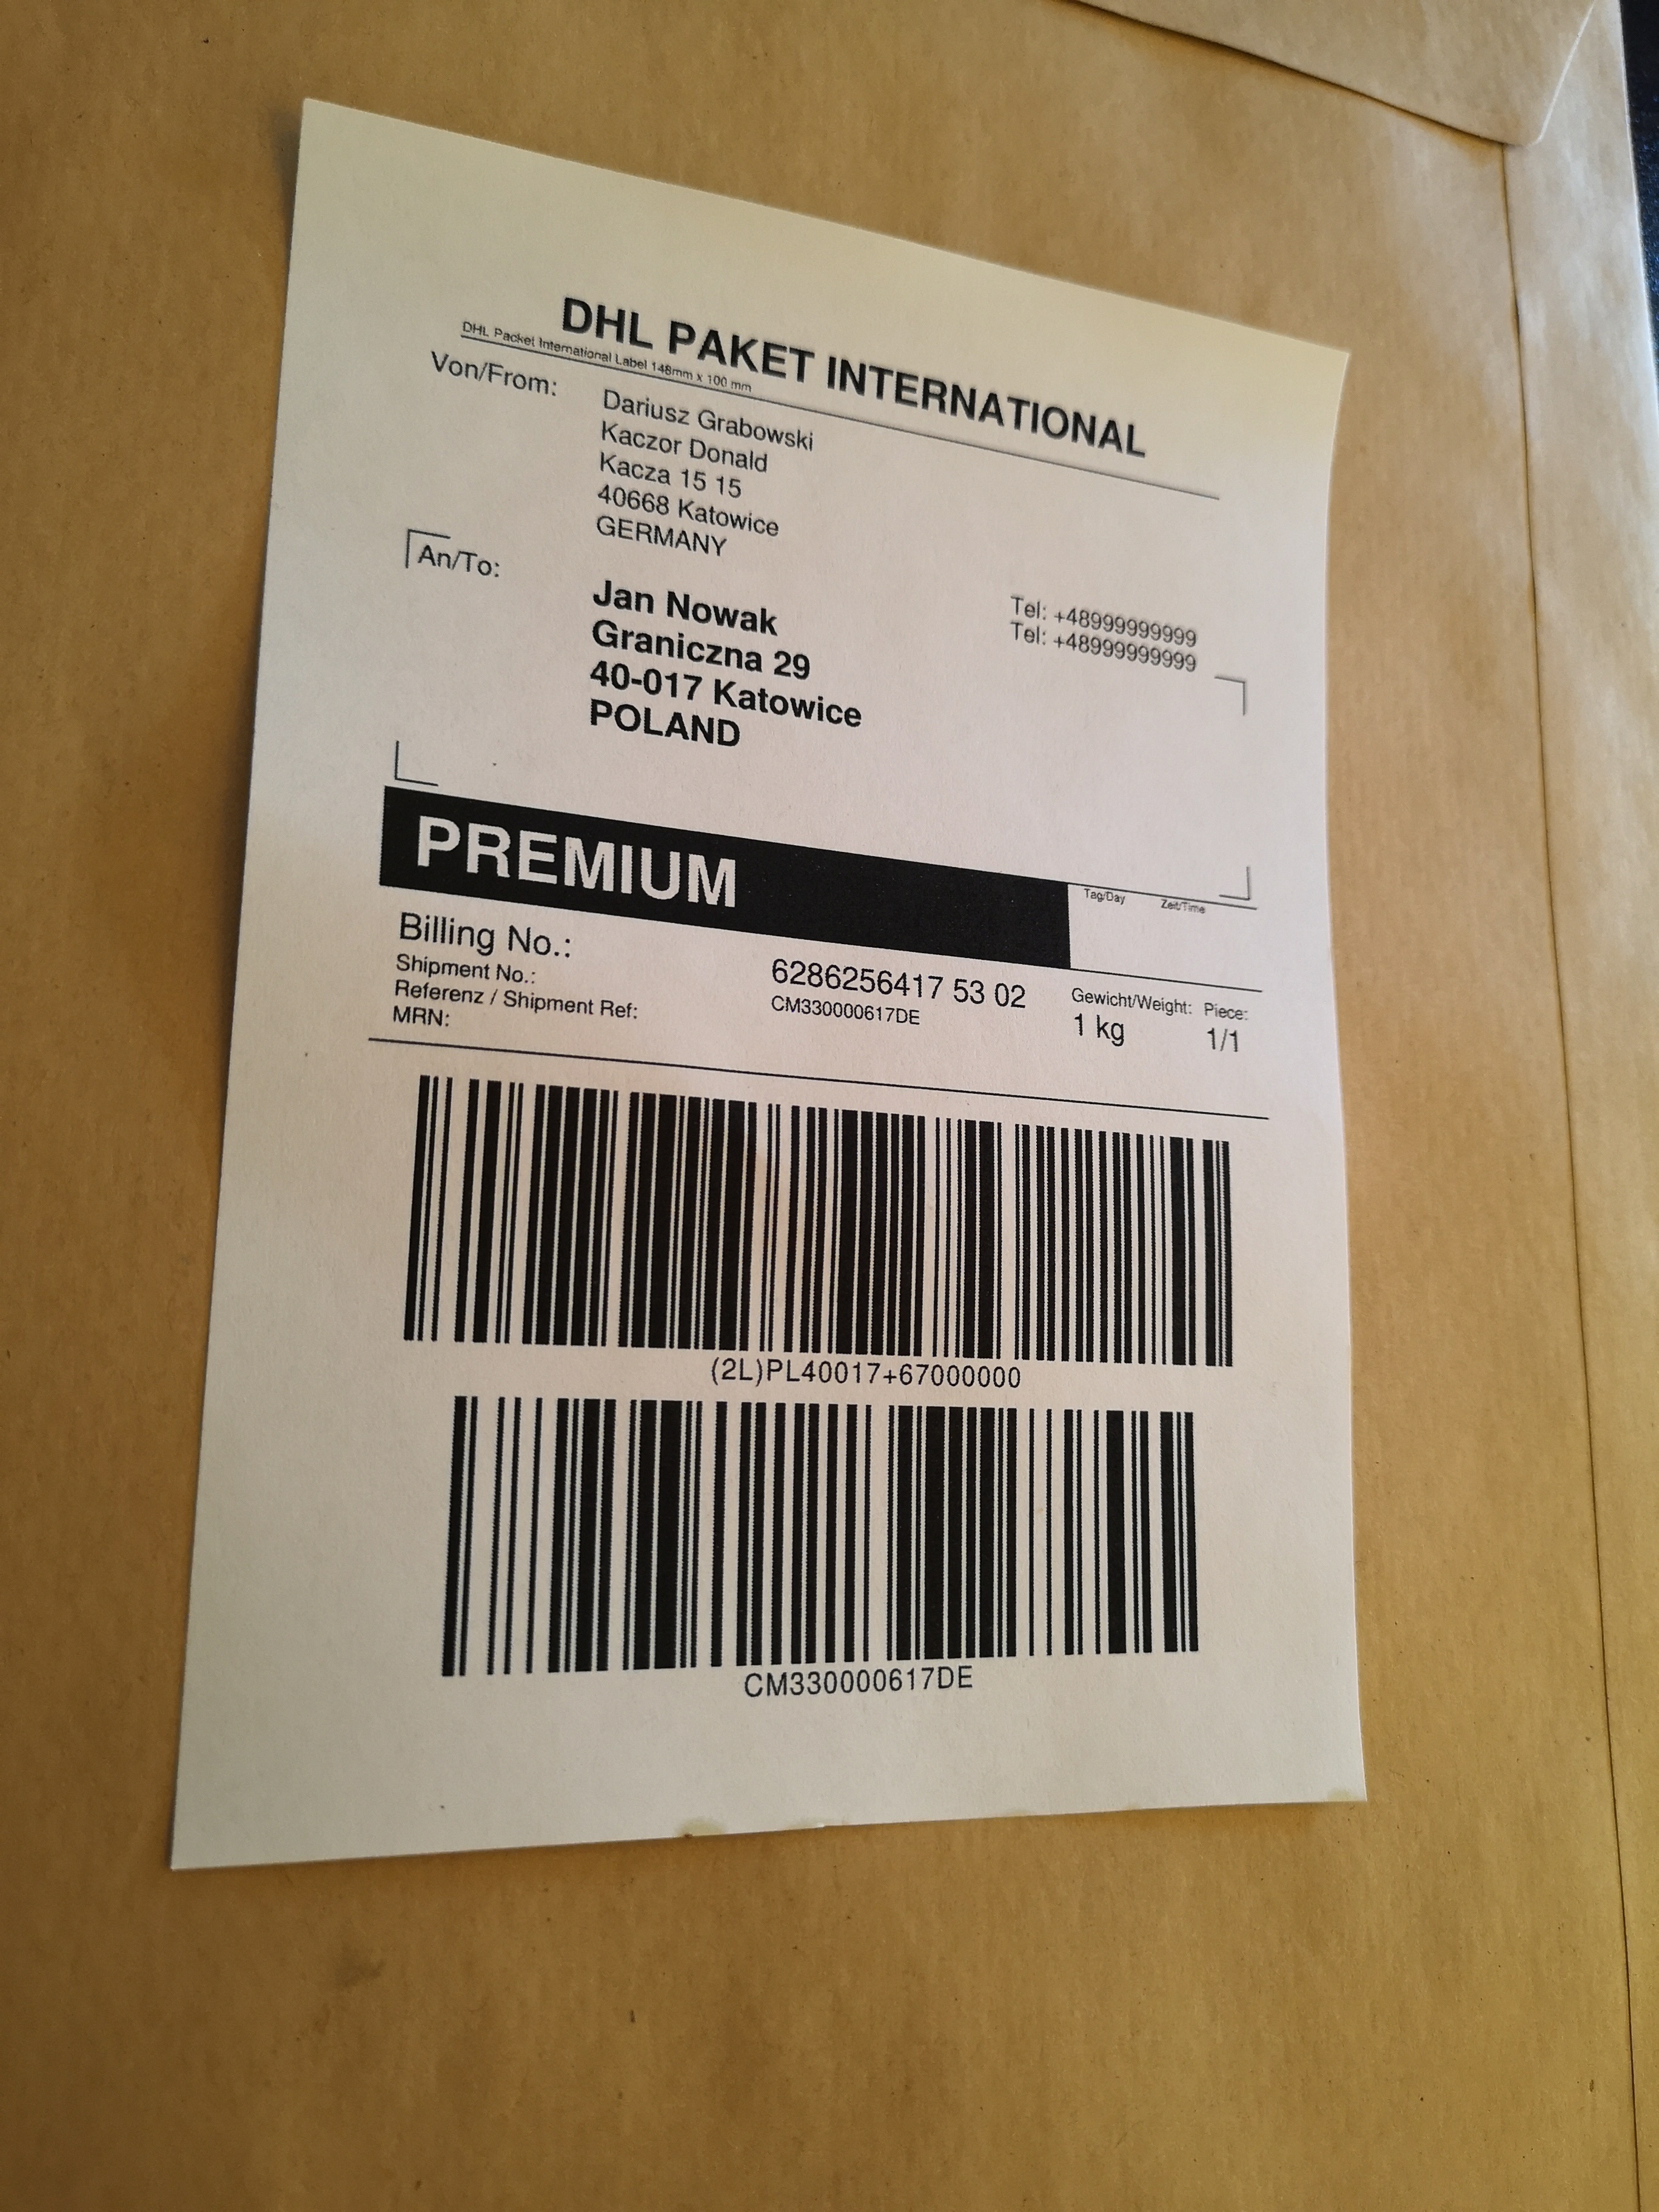 DHL PAKET INTERNATIONAL
DHL Packet International Label 148mm x 100 mm
Von/From:
Dariusz Grabowski
Kaczor Donald
Kacza 15 15
40668 Katowice
GERMANY
An/To:
Jan Nowak
Graniczna 29
40-017 Katowice
POLAND
Tel: +48999999999
Tel: +48999999999
PREMIUM
Tag/Day Zeit/Time
Billing No.:
Shipment No.:
Referenz / Shipment Ref:
MRN:
6286256417 53 02
CM330000617DE
Gewicht/Weight: Piece:
1 kg 1/1
(2L)PL40017+67000000
CM330000617DE